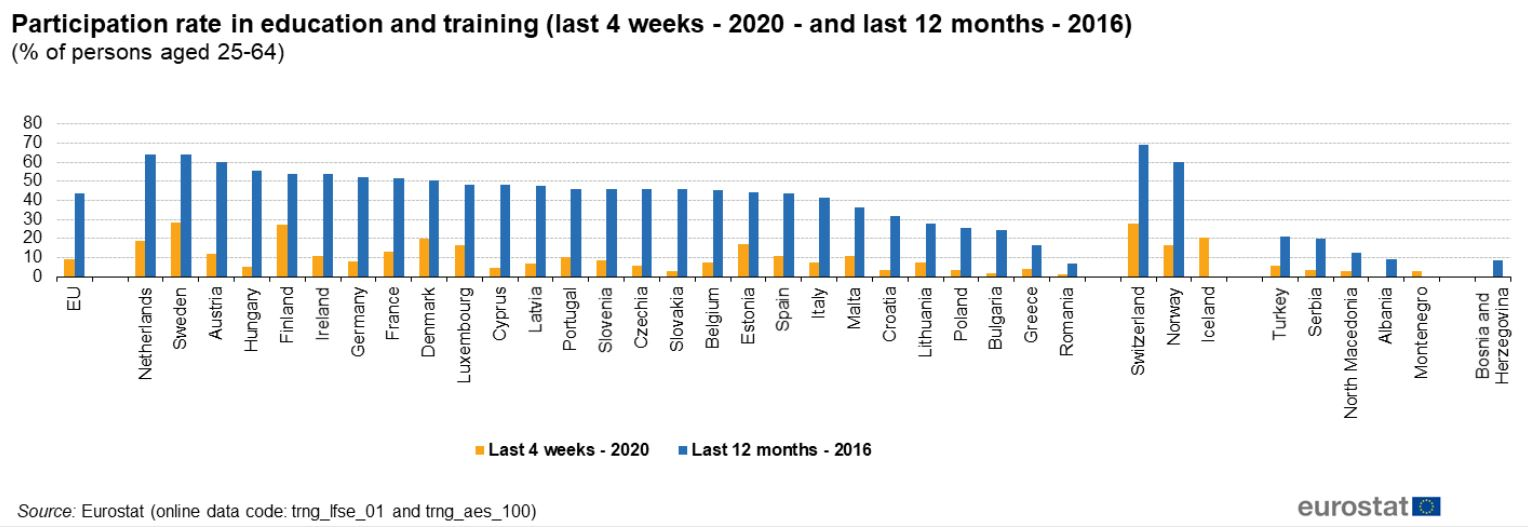 Participation rate in education and training (last 4 weeks - 2020 - and last 12 months - 2016)
(% of persons aged 25-64)
80
70
60
50
40
30
20
10
0
EU
Netherlands
Sweden
Austria
Hungary
Finland
Ireland
Germany
France
Denmark
Luxembourg
Cyprus
Latvia
Portugal
Slovenia
Czechia
Slovakia
Belgium
Estonia
Spain
Italy
Malta
Croatia
Lithuania
Poland
Bulgaria
Greece
Romania
Switzerland
Norway
Iceland
Turkey
Serbia
North Macedonia
Albania
Montenegro
Bosnia and
Herzegovina
Last 4 weeks - 2020 Last 12 months - 2016
Source: Eurostat (online data code: trng_lfse_01 and trng_aes_100)
eurostat